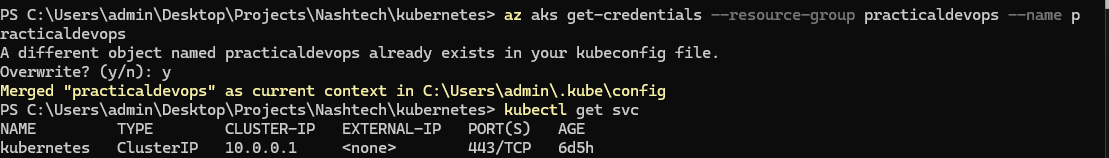 PS C:\Users\admin\Desktop\Projects\Nashtech\kubernetes> az aks get-credentials --resource-group practicaldevops --name p
racticaldevops
A different object named practicaldevops already exists in your kubeconfig file.
Overwrite? (y/n): y
Merged "practicaldevops" as current context in C:\Users\admin\.kube\config
PS C:\Users\admin\Desktop\Projects\Nashtech\kubernetes> kubectl get svc
NAME         TYPE        CLUSTER-IP   EXTERNAL-IP   PORT(S)   AGE
kubernetes   ClusterIP   10.0.0.1     <none>        443/TCP   6d5h